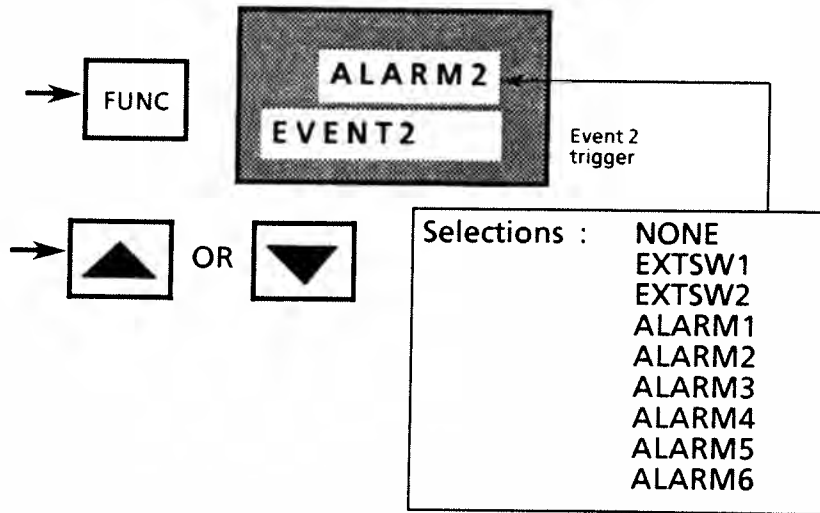 FUNC
ALARM2
EVENT2
Event 2
trigger
OR
Selections : NONE
EXTSW1
EXTSW2
ALARM1
ALARM2
ALARM3
ALARM4
ALARM5
ALARM6